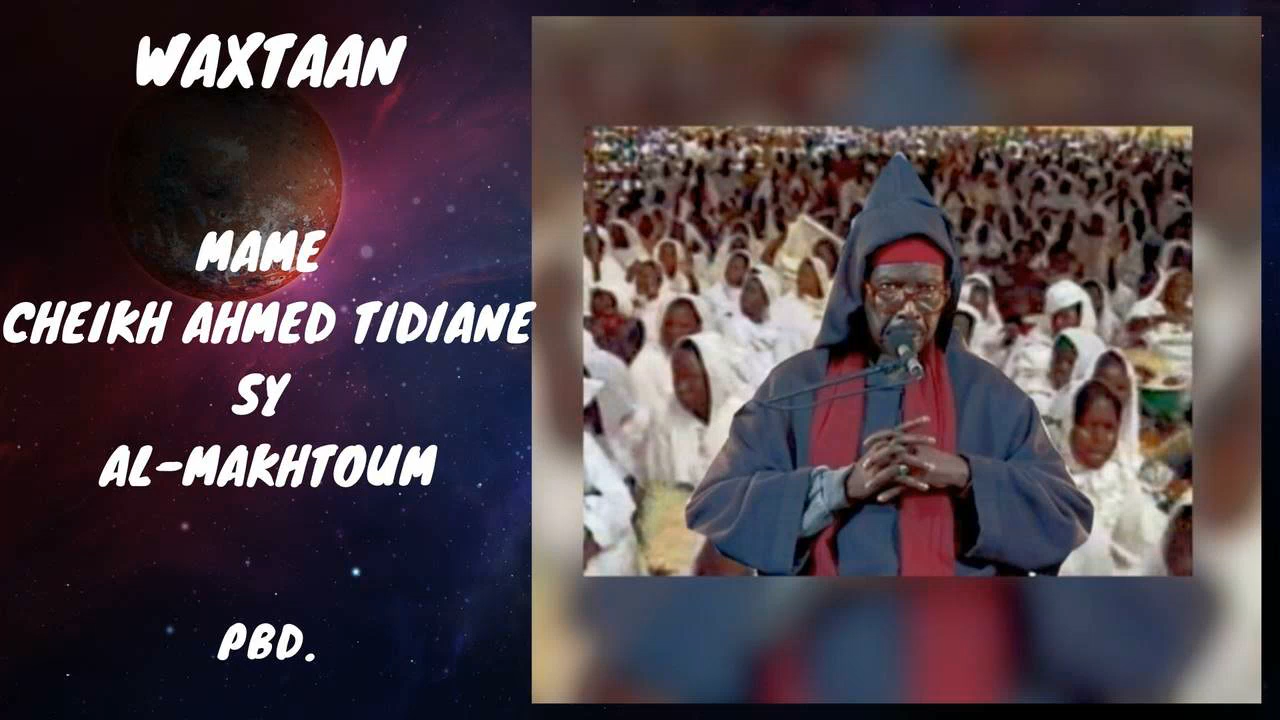 WAXTAAN
MAME
CHEIKH AHMED TIDIANE
SY
AL-MAKHTOUM
PBD.